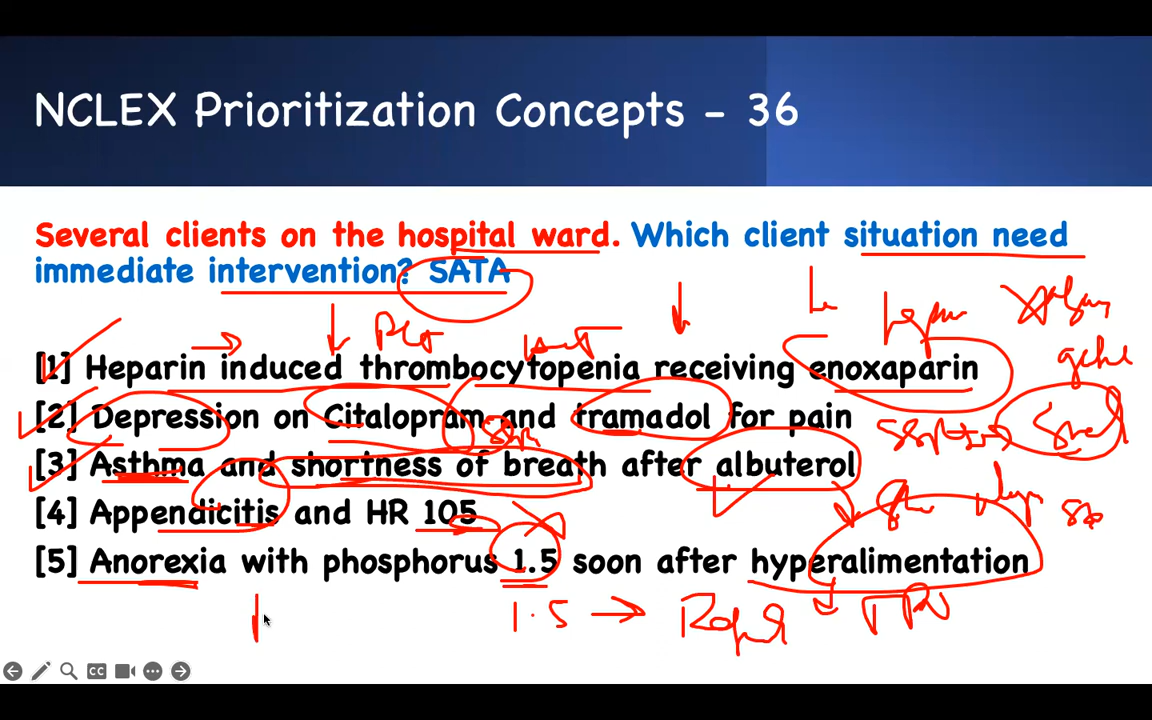 NCLEX Prioritization Concepts - 36
Several clients on the hospital ward. Which client situation need
immediate intervention? SATA
[1] Heparin induced thrombocytopenia receiving enoxaparin
[2] Depression on Citalopram and tramadol for pain
[3] Asthma and shortness of breath after albuterol
[4] Appendicitis and HR 105
[5] Anorexia with phosphorus 1.5 soon after hyperalimentation
1.5 → TPN